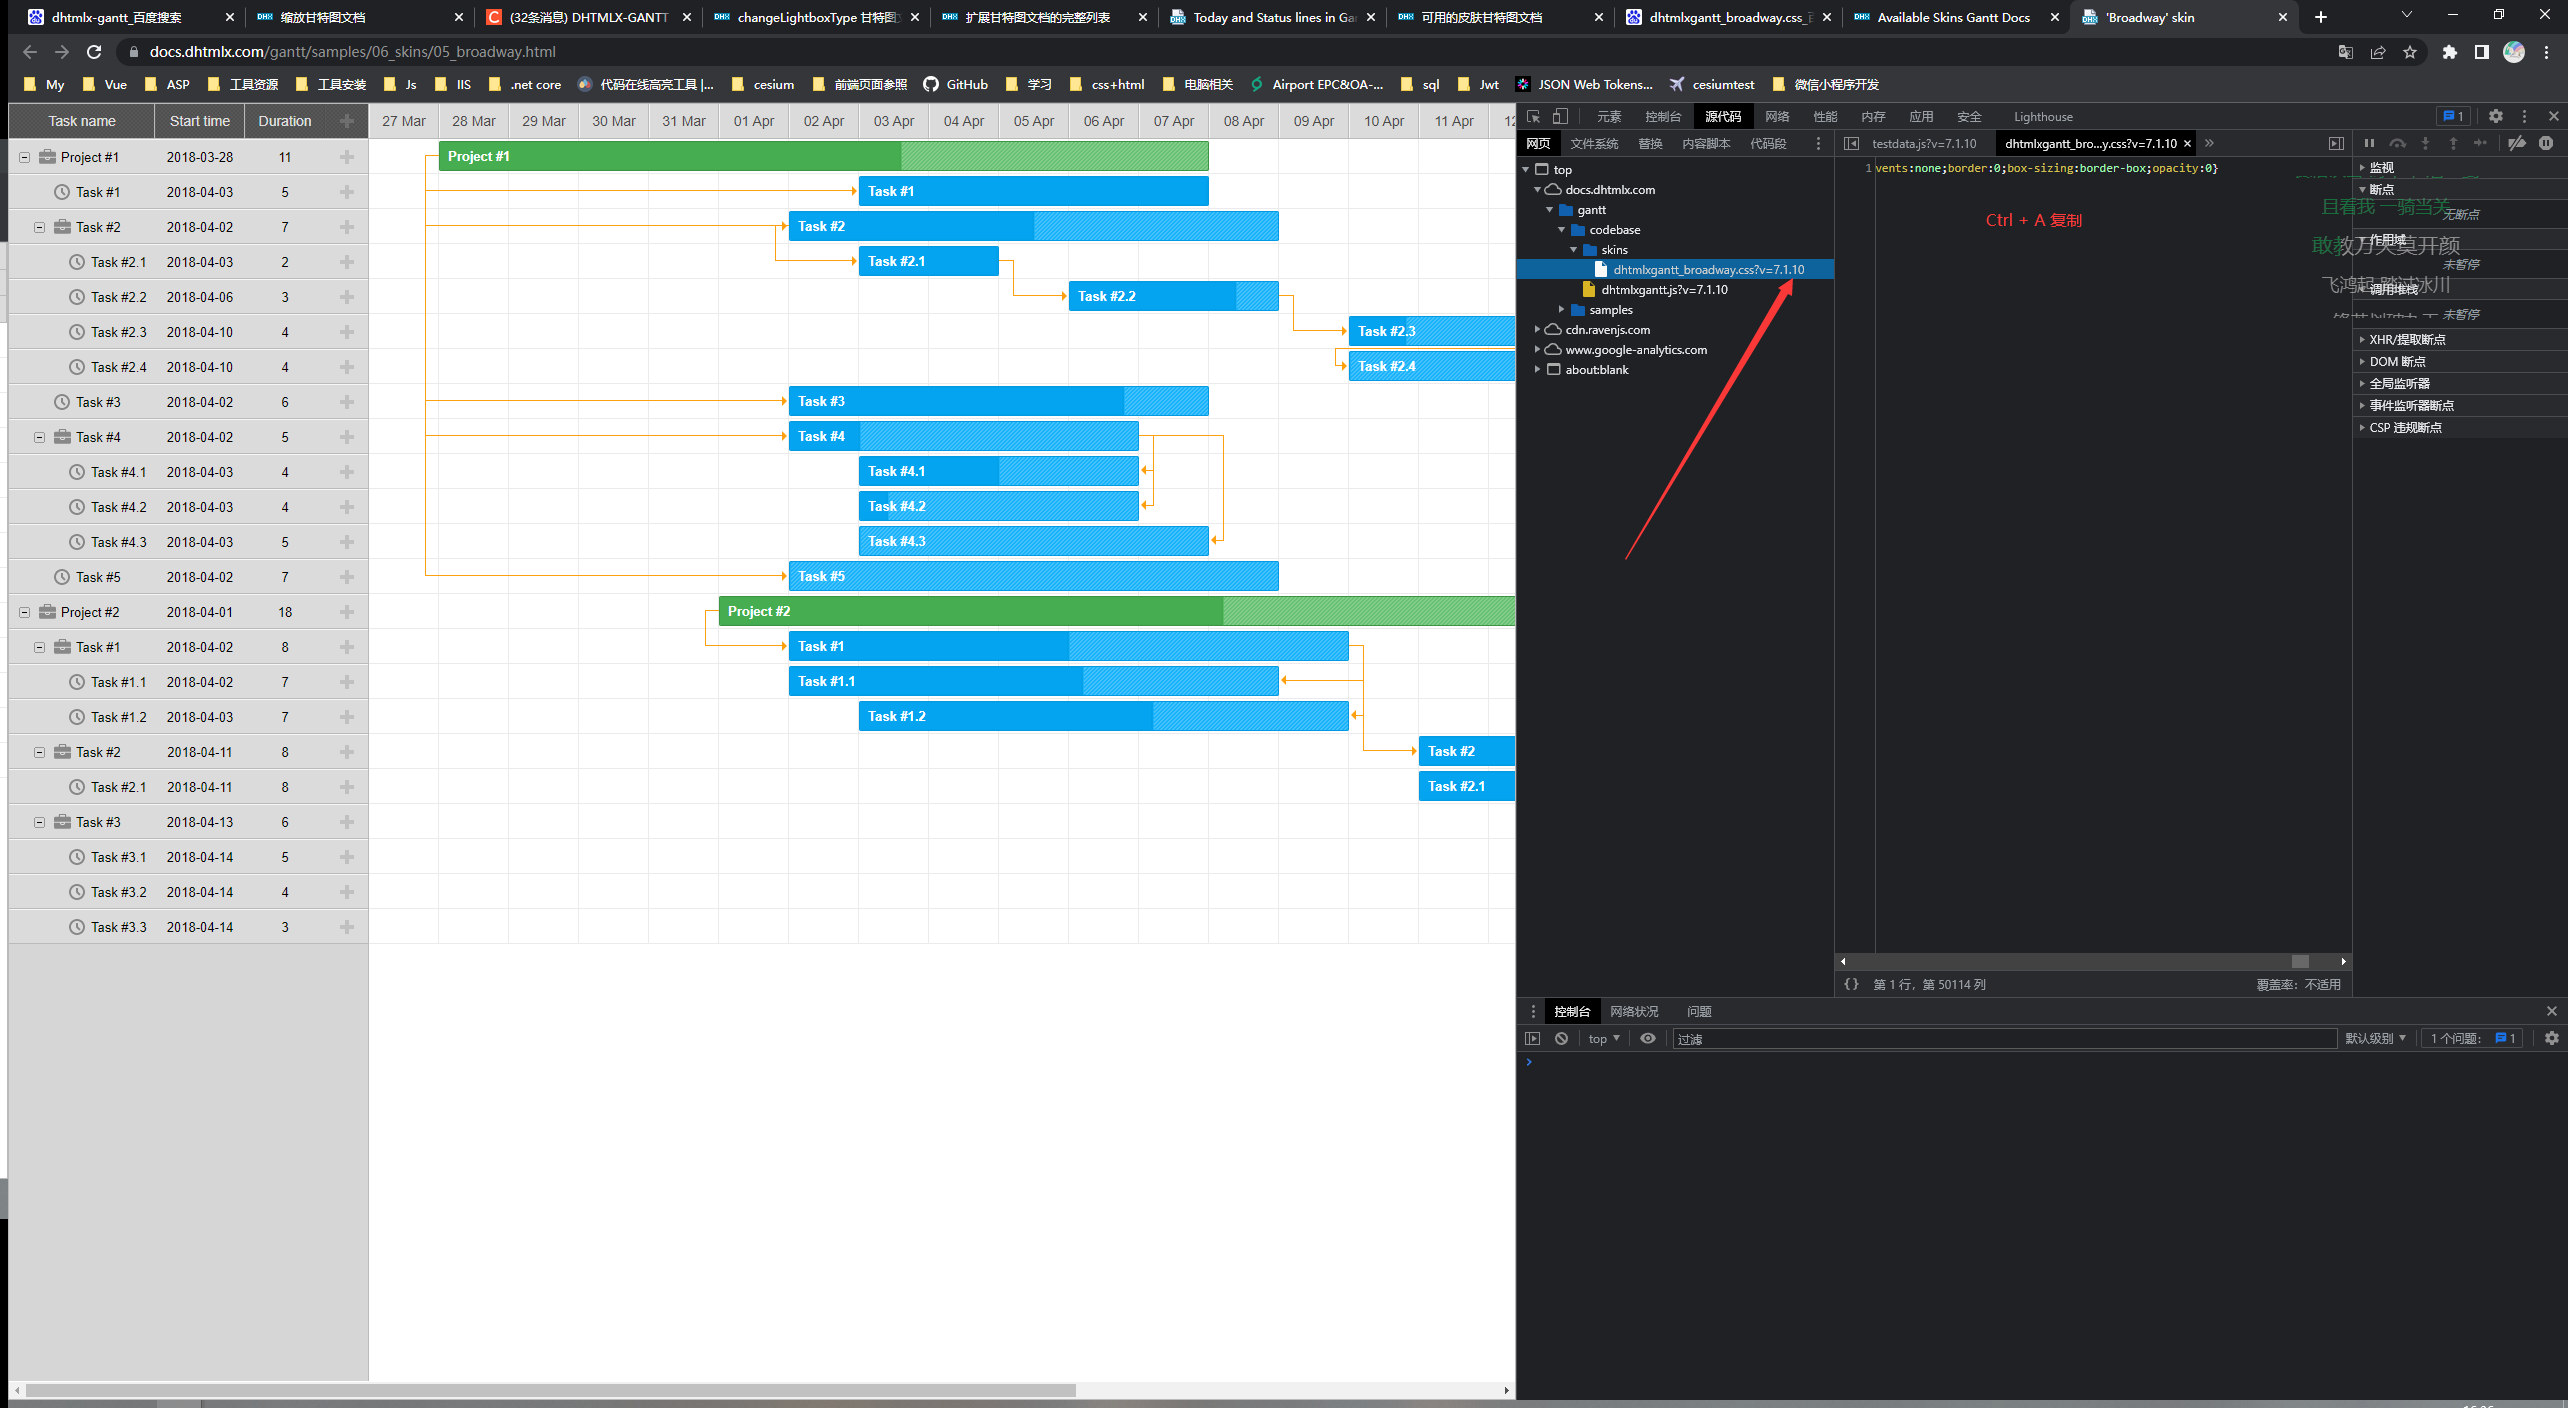 dhtmlx-gantt_百度搜索
缩放甘特图文档
(32条消息) DHTMLX-GANTT
changeLightboxType 甘特图
扩展甘特图文档的完整列表
Today and Status lines in Ga
可用的皮肤甘特图文档
dhtmlxgantt_broadway.css_
Available Skins Gantt Docs
'Broadway' skin
docs.dhtmlx.com/gantt/samples/06_skins/05_broadway.html
My Vue ASP 工具资源 工具安装 Js IIS .net core 代码在线高亮工具 |... cesium 前端页面参照 GitHub 学习 css+html 电脑相关 Airport EPC&OA-... sql Jwt JSON Web Tokens... cesiumtest 微信小程序开发
Task name Start time Duration
27 Mar 28 Mar 29 Mar 30 Mar 31 Mar 01 Apr 02 Apr 03 Apr 04 Apr 05 Apr 06 Apr 07 Apr 08 Apr 09 Apr 10 Apr 11 Apr 12
Project #1 2018-03-28 11
Task #1 2018-04-03 5
Task #2 2018-04-02 7
Task #2.1 2018-04-03 2
Task #2.2 2018-04-06 3
Task #2.3 2018-04-10 4
Task #2.4 2018-04-10 4
Task #3 2018-04-02 6
Task #4 2018-04-02 5
Task #4.1 2018-04-03 4
Task #4.2 2018-04-03 4
Task #4.3 2018-04-03 5
Task #5 2018-04-02 7
Project #2 2018-04-01 18
Task #1 2018-04-02 8
Task #1.1 2018-04-02 7
Task #1.2 2018-04-03 7
Task #2 2018-04-11 8
Task #2.1 2018-04-11 8
Task #3 2018-04-13 6
Task #3.1 2018-04-14 5
Task #3.2 2018-04-14 4
Task #3.3 2018-04-14 3
Project #1
Task #1
Task #2
Task #2.1
Task #2.2
Task #2.3
Task #2.4
Task #3
Task #4
Task #4.1
Task #4.2
Task #4.3
Task #5
Project #2
Task #1
Task #1.1
Task #1.2
Task #2
Task #2.1
元素 控制台 源代码 网络 性能 内存 应用 安全 Lighthouse 1
网页 文件系统 替换 内容脚本 代码段
top
docs.dhtmlx.com
gantt
codebase
skins
dhtmlxgantt_broadway.css?v=7.1.10
dhtmlxgantt.js?v=7.1.10
samples
cdn.ravenjs.com
www.google-analytics.com
about:blank
testdata.js?v=7.1.10 dhtmlxgantt_bro...y.css?v=7.1.10
1 vents:none;border:0;box-sizing:border-box;opacity:0}
Ctrl + A 复制
{} 第 1 行，第 50114 列 覆盖率：不适用
监视
断点
且看我 一骑当关
无断点
作用域
未暂停
调用堆栈
未暂停
XHR/提取断点
DOM 断点
全局监听器
事件监听器断点
CSP 违规断点
控制台 网络状况 问题
top 过滤 默认级别 1 个问题: 1